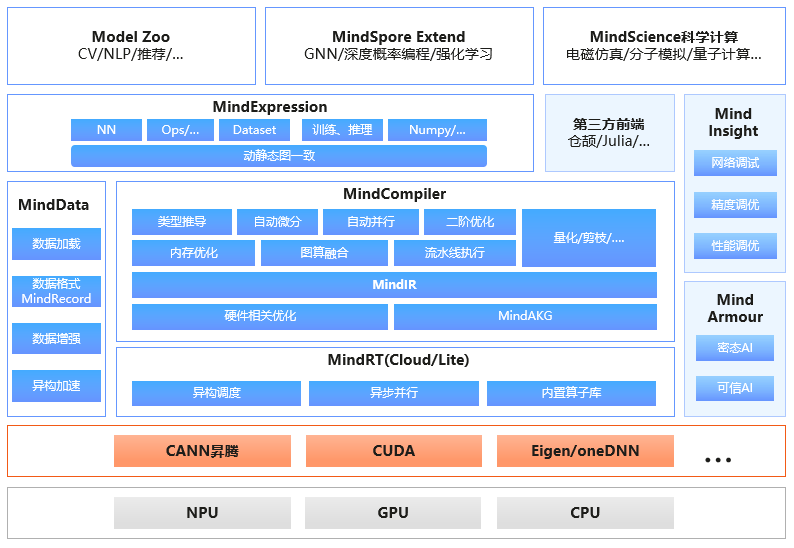 Model Zoo
CV/NLP/推荐/...
MindSpore Extend
GNN/深度概率编程/强化学习
MindScience科学计算
电磁仿真/分子模拟/量子计算...
MindExpression
NN
Ops/...
Dataset
训练、推理
Numpy/...
动静态图一致
第三方前端
仓颉/Julia/...
Mind
Insight
网络调试
精度调优
性能调优
MindData
数据加载
数据格式
MindRecord
数据增强
异构加速
MindCompiler
类型推导
自动微分
自动并行
二阶优化
量化/剪枝/....
内存优化
图算融合
流水线执行
MindIR
硬件相关优化
MindAKG
Mind
Armour
密态AI
可信AI
MindRT(Cloud/Lite)
异构调度
异步并行
内置算子库
CANN昇腾
CUDA
Eigen/oneDNN
...
NPU
GPU
CPU